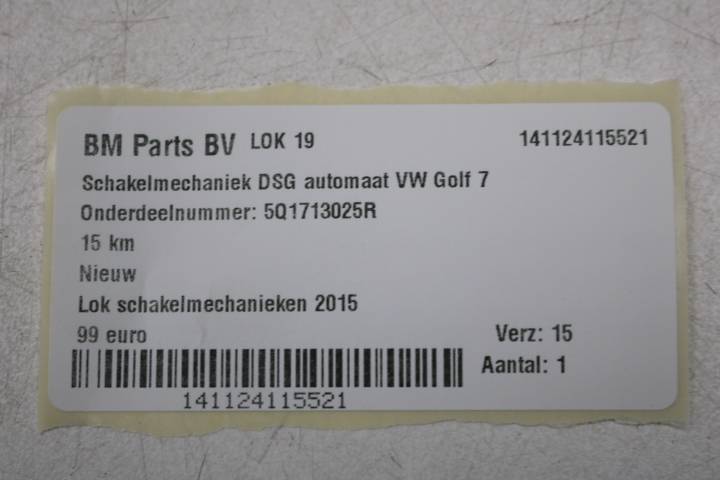 BM Parts BV LOK 19 141124115521
Schakelmechaniek DSG automaat VW Golf 7
Onderdeelnummer: 5Q1713025R
15 km
Nieuw
Lok schakelmechanieken 2015
99 euro Verz: 15
Aantal: 1
141124115521